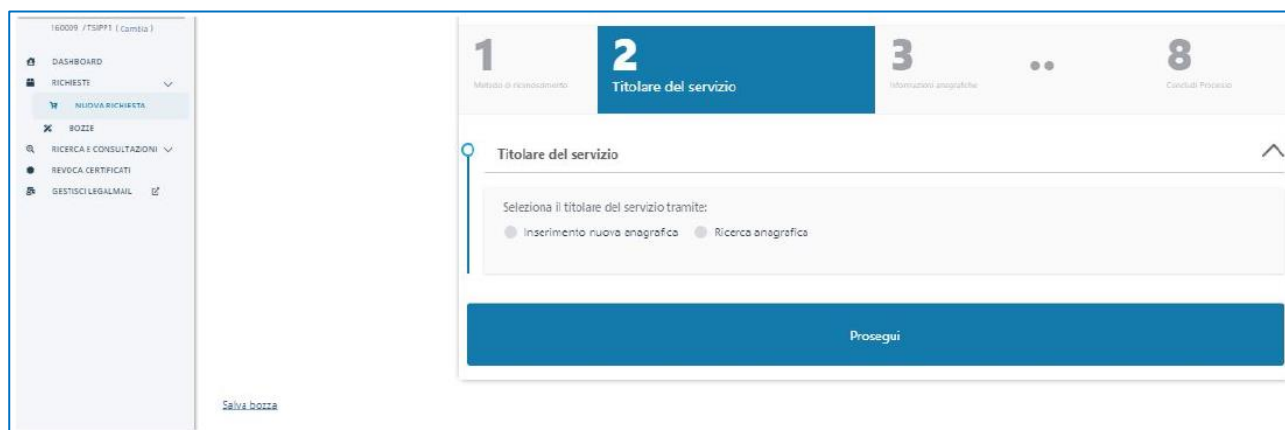 160009 /TSIPF1 ( Cambia )
DASHBOARD
RICHIESTE
NUOVA RICHIESTA
BOZZE
RICERCA E CONSULTAZIONI
REVOCA CERTIFICATI
GESTISCI LEGALMAIL
1
Metodo di riconoscimento
2
Titolare del servizio
3
Informazioni anagrafiche
..
8
Concludi Processo
Titolare del servizio
Seleziona il titolare del servizio tramite:
Inserimento nuova anagrafica Ricerca anagrafica
Prosegui
Salva bozza